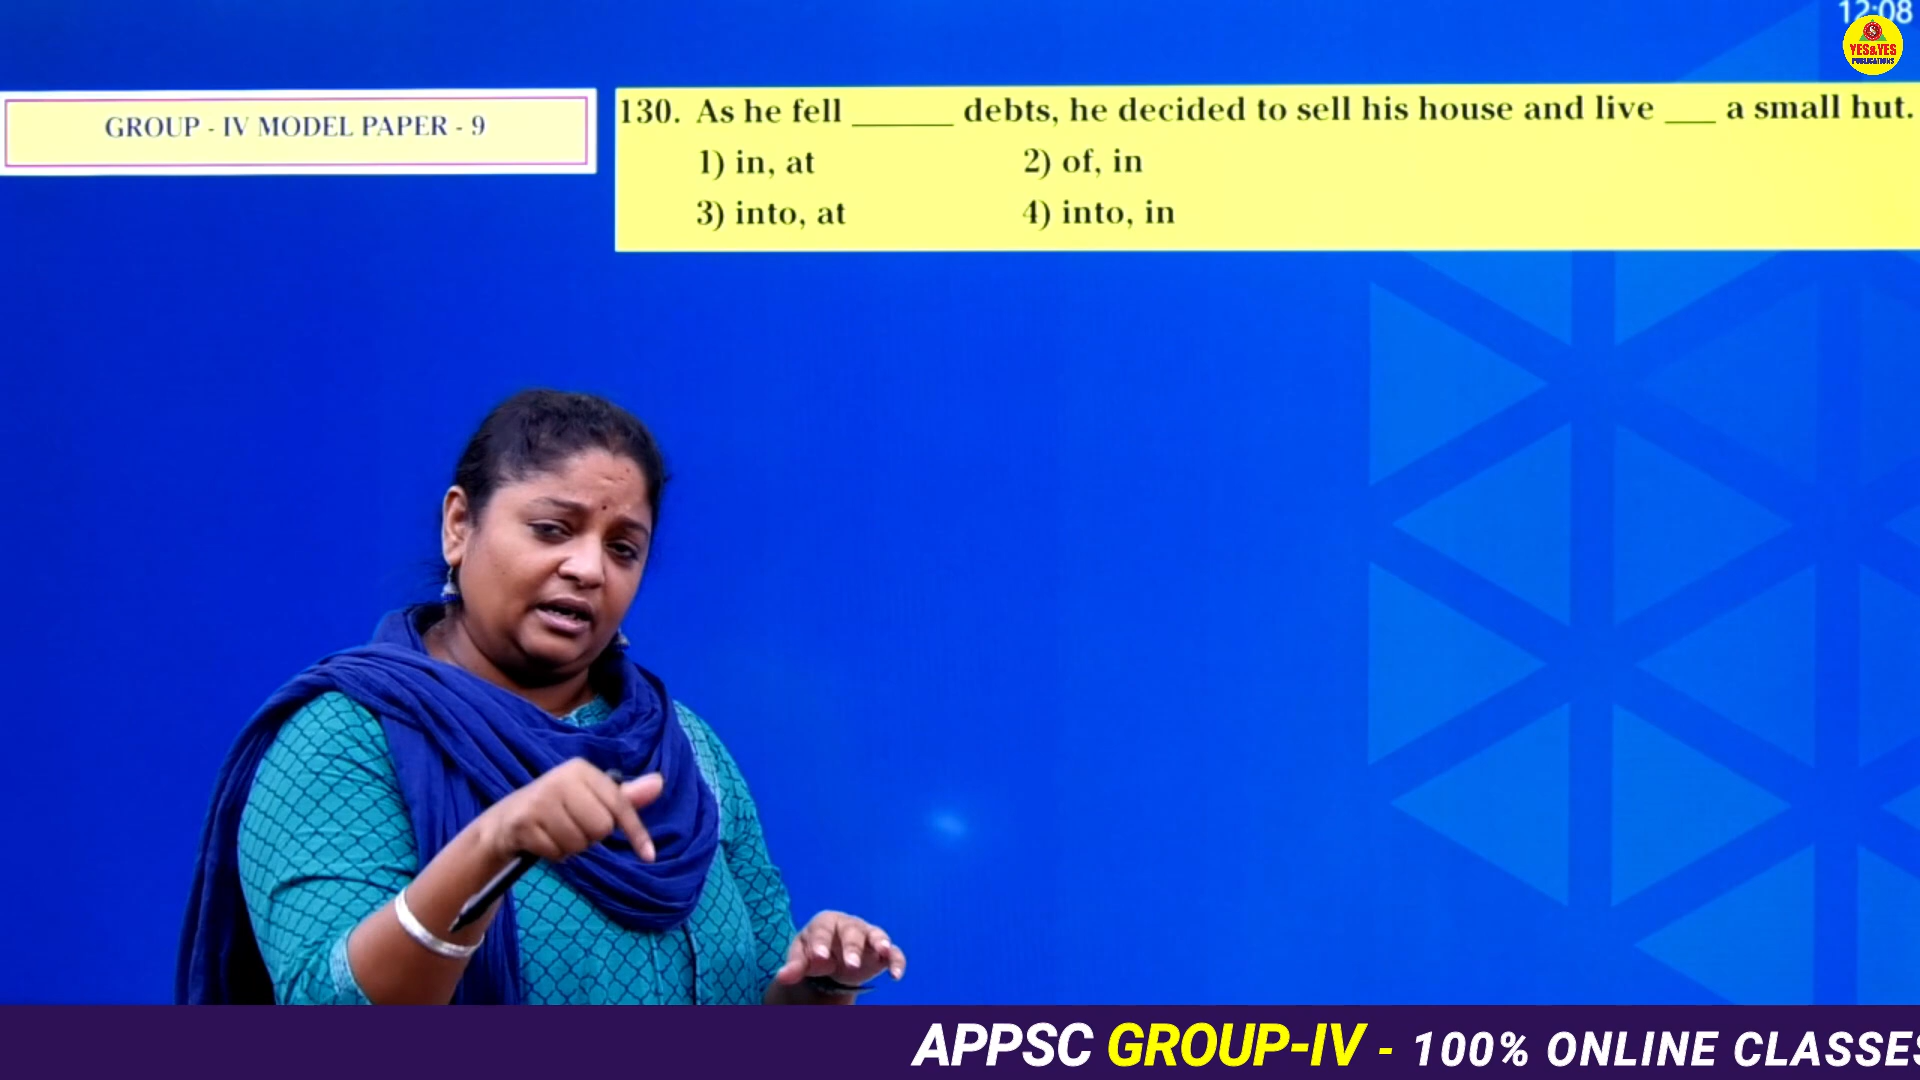 12:08
YES&YES
PUBLICATIONS
GROUP - IV MODEL PAPER - 9
130. As he fell ______ debts, he decided to sell his house and live ___ a small hut.
1) in, at 2) of, in
3) into, at 4) into, in
APPSC GROUP-IV - 100% ONLINE CLASSES